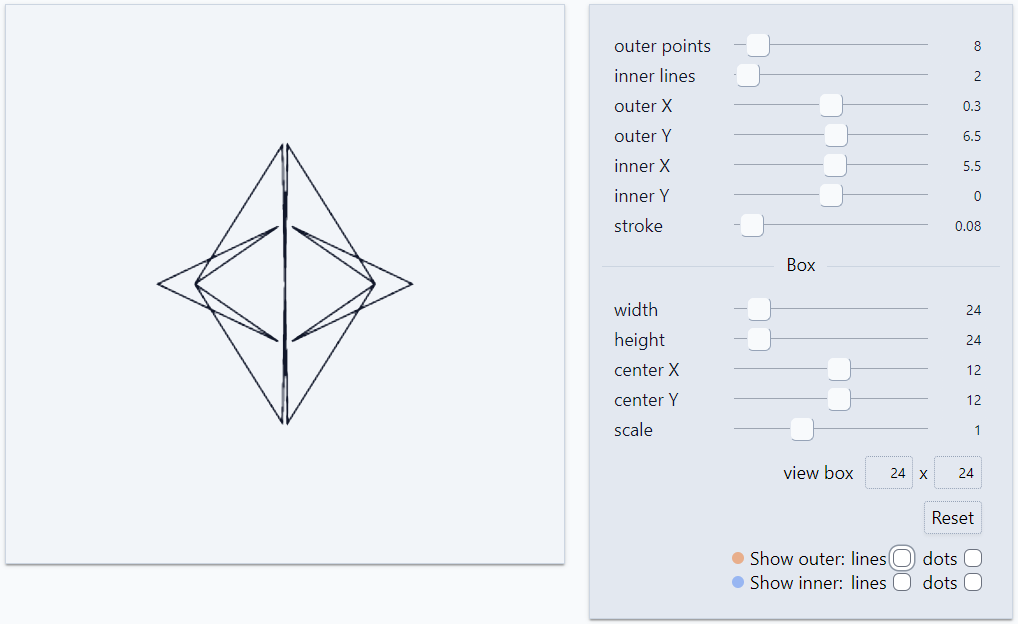 outer points 8
inner lines 2
outer X 0.3
outer Y 6.5
inner X 5.5
inner Y 0
stroke 0.08
Box
width 24
height 24
center X 12
center Y 12
scale 1
view box 24 x 24
Reset
Show outer: lines dots
Show inner: lines dots